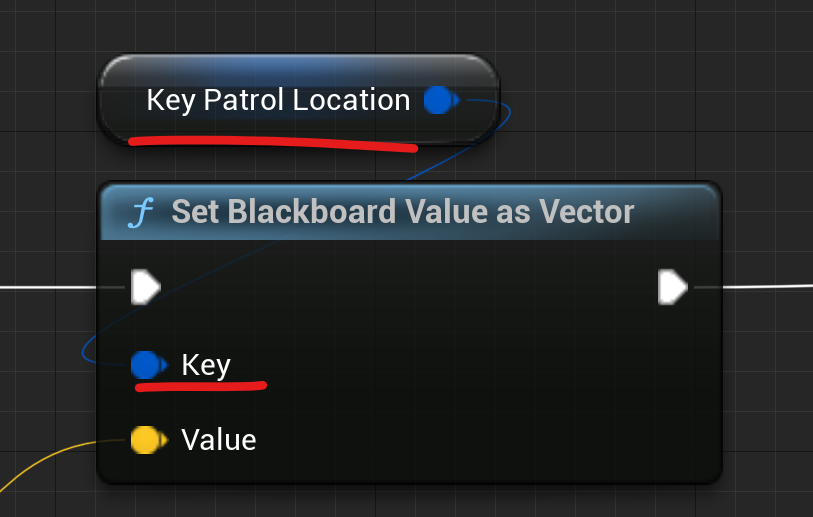 Key Patrol Location
f Set Blackboard Value as Vector
Key
Value